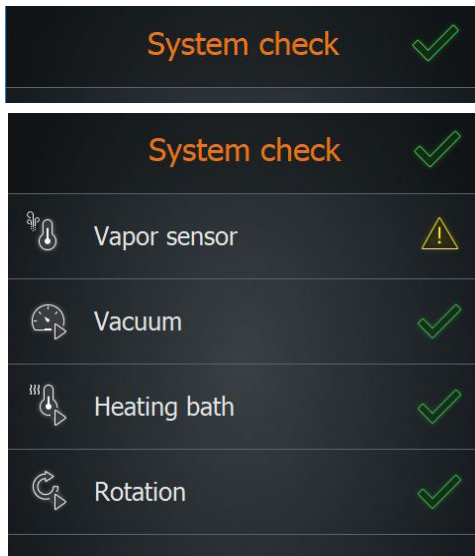 System check
System check
Vapor sensor
Vacuum
Heating bath
Rotation